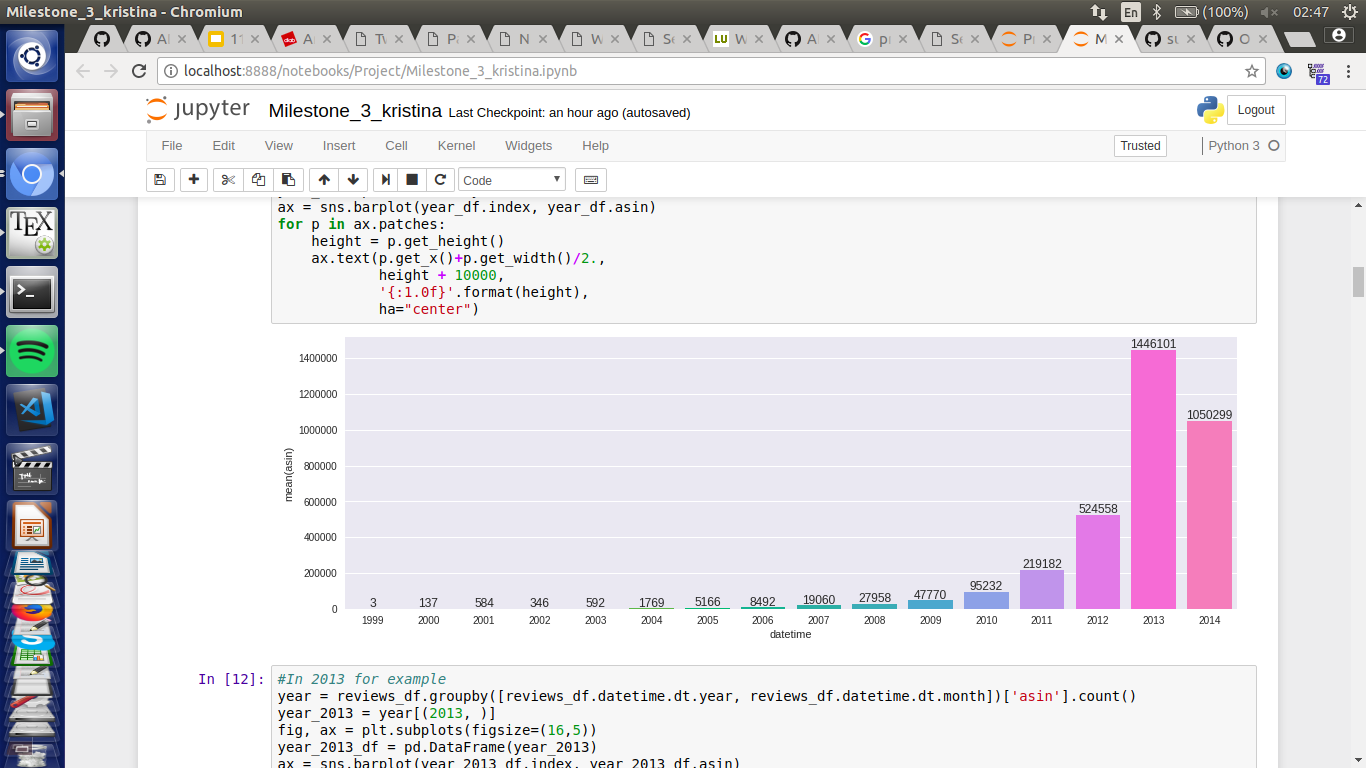 Milestone_3_kristina - Chromium
En (100%) 02:47
11 A Tv Pa N W Se LU W Al pr Se Pr M su O
localhost:8888/notebooks/Project/Milestone_3_kristina.ipynb
72
jupyter Milestone_3_kristina Last Checkpoint: an hour ago (autosaved) Logout
File Edit View Insert Cell Kernel Widgets Help Trusted Python 3
Code
ax = sns.barplot(year_df.index, year_df.asin)
for p in ax.patches:
    height = p.get_height()
    ax.text(p.get_x()+p.get_width()/2.,
            height + 10000,
            '{:1.0f}'.format(height),
            ha="center")
1446101
1400000
1200000
1050299
1000000
mean(asin)
800000
600000
524558
400000
219182
200000
95232
47770
27958
19060
3 137 584 346 592 1769 5166 8492
0
1999 2000 2001 2002 2003 2004 2005 2006 2007 2008 2009 2010 2011 2012 2013 2014
datetime
In [12]: #In 2013 for example
year = reviews_df.groupby([reviews_df.datetime.dt.year, reviews_df.datetime.dt.month])['asin'].count()
year_2013 = year[(2013, )]
fig, ax = plt.subplots(figsize=(16,5))
year_2013_df = pd.DataFrame(year_2013)
ax = sns.barplot(year_2013_df.index, year_2013_df.asin)
TEX